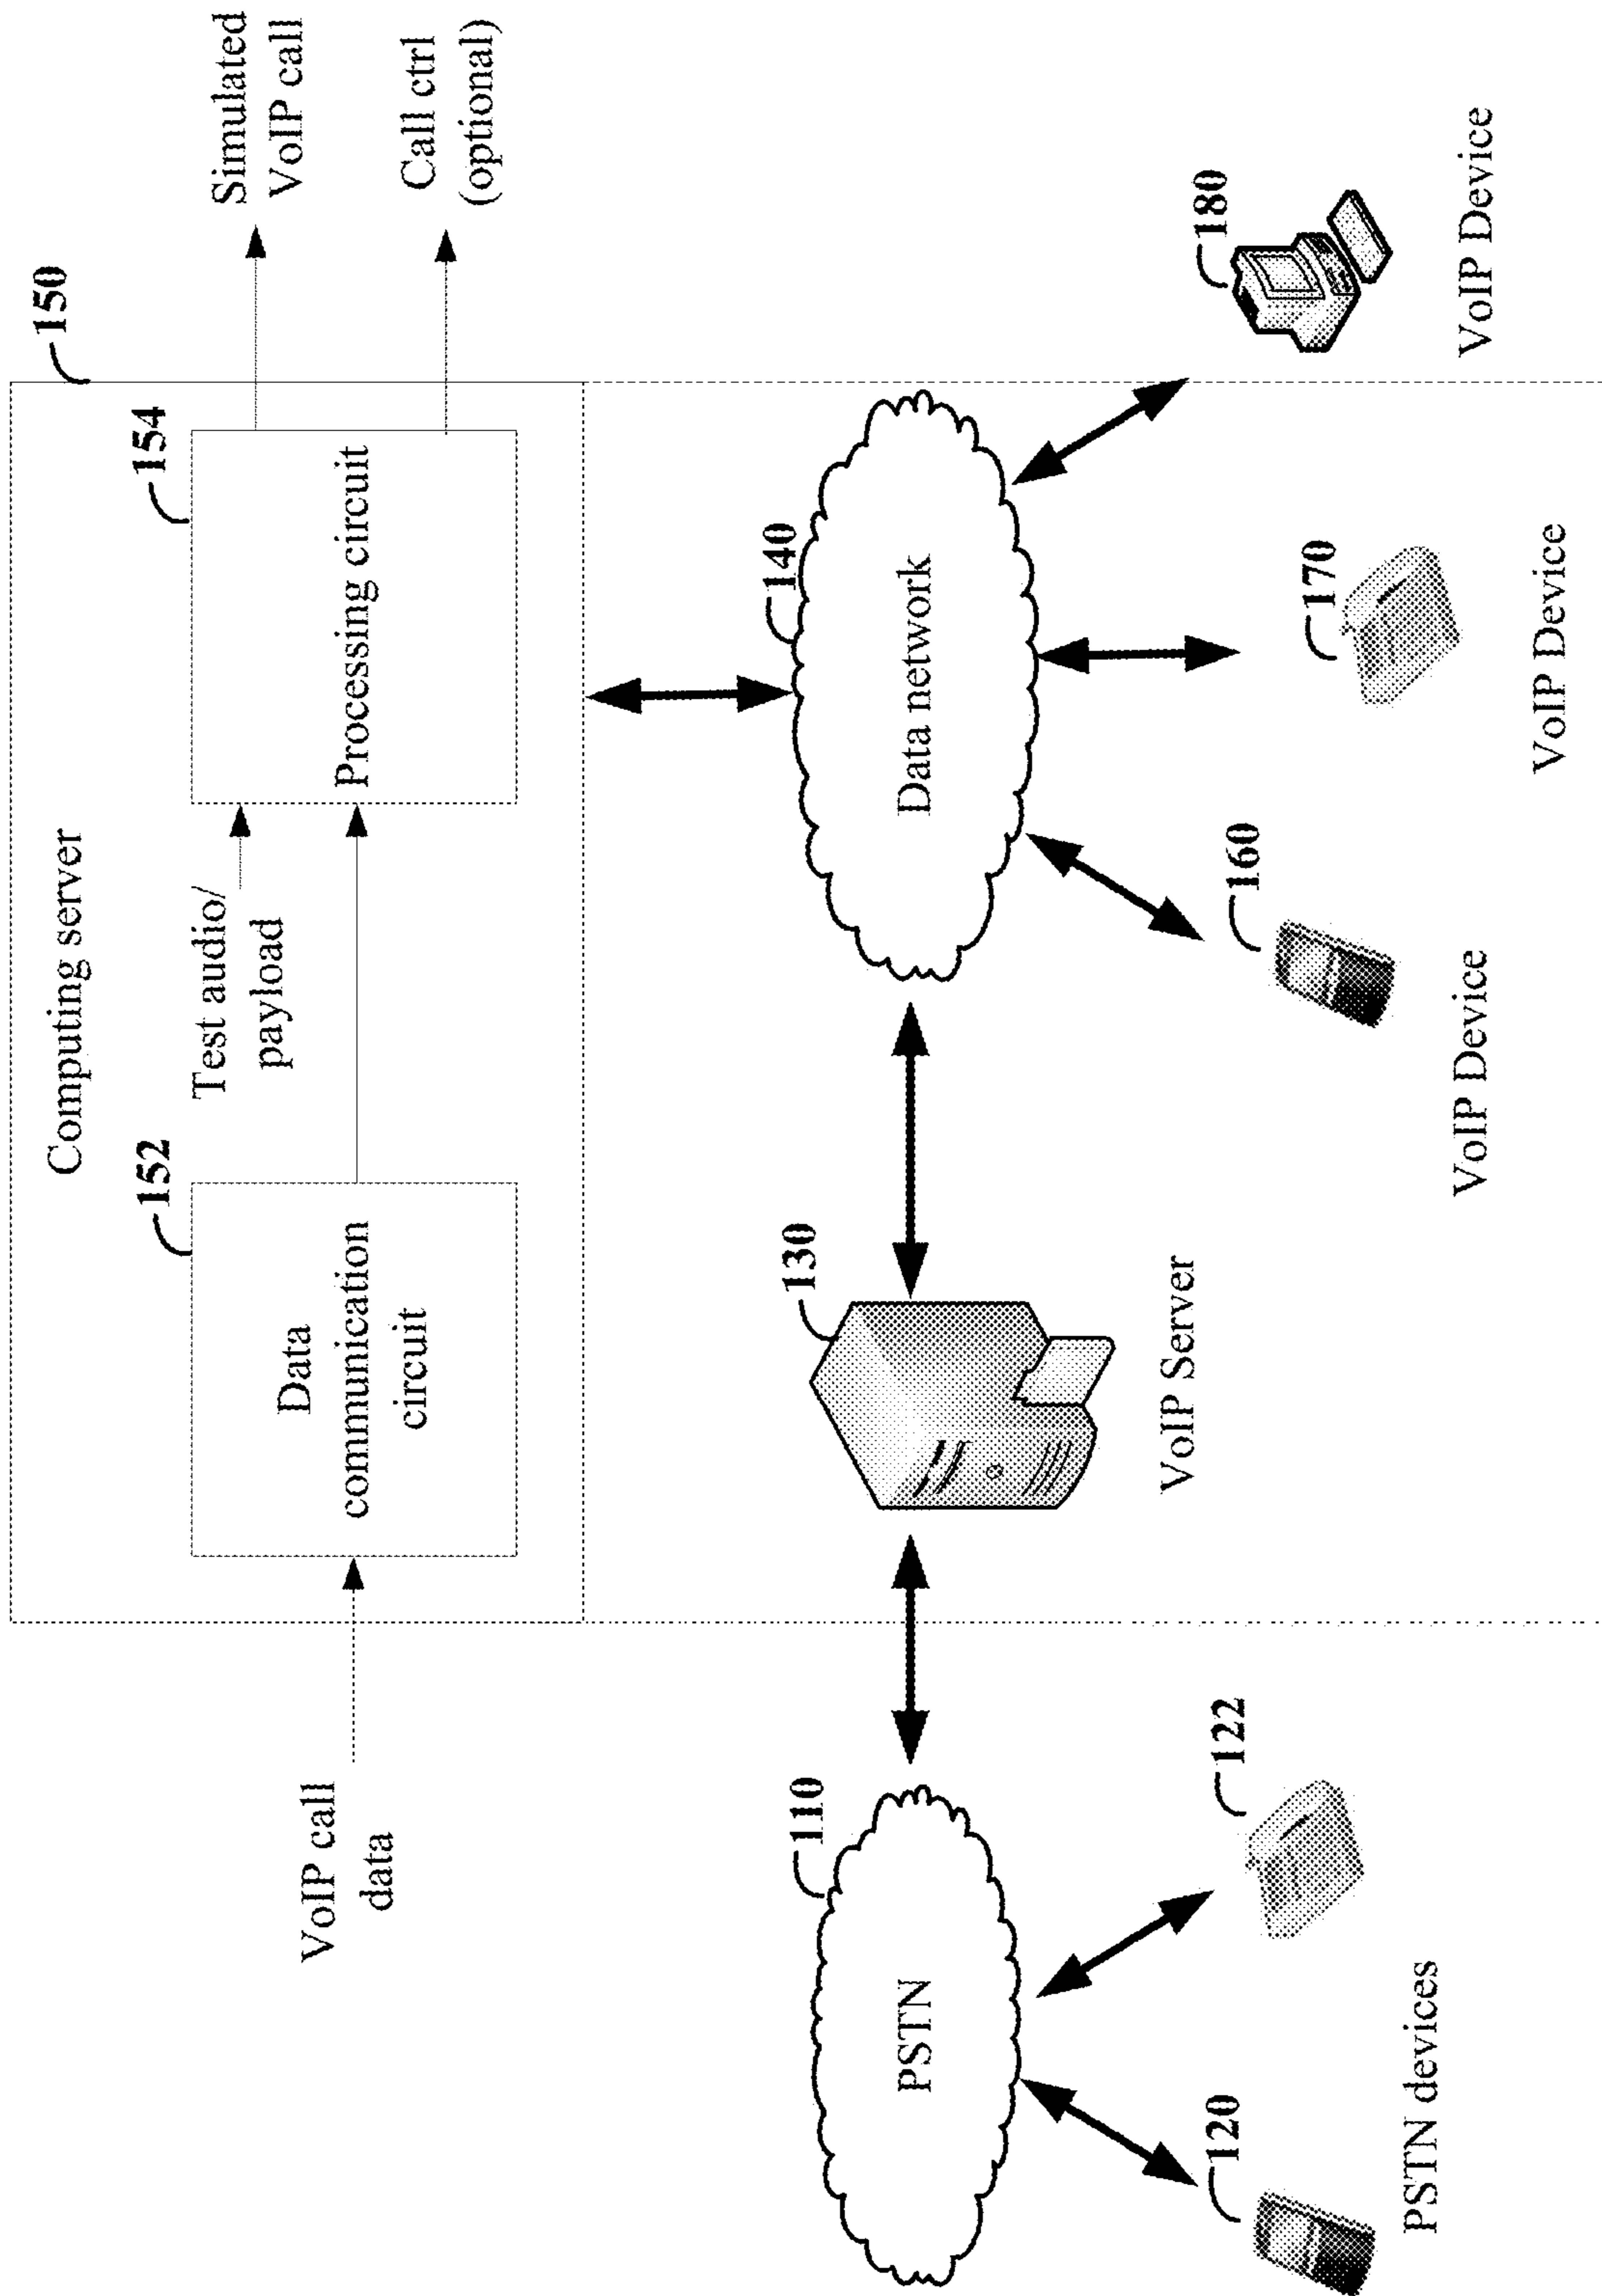 Computing server
150
152
154
VoIP call
data
Data
communication
circuit
Test audio/
payload
Processing circuit
Simulated
VoIP call
Call ctrl
(optional)
110
PSTN
130
VoIP Server
140
Data network
120
122
PSTN devices
160
VoIP Device
170
VoIP Device
180
VoIP Device